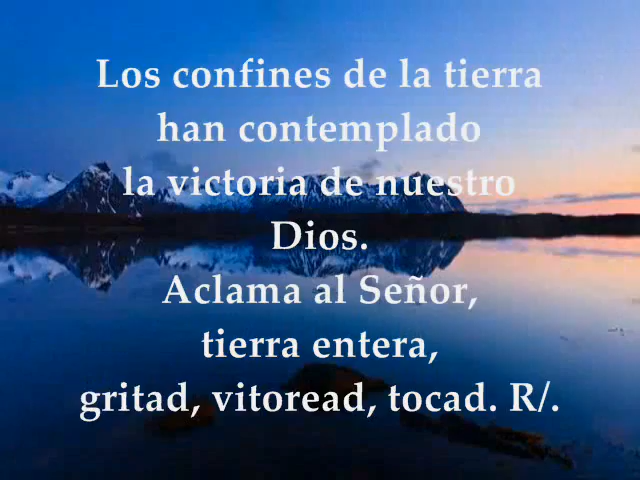 Los confines de la tierra
han contemplado
la victoria de nuestro
Dios.
Aclama al Señor,
tierra entera,
gritad, vitoread, tocad. R/.